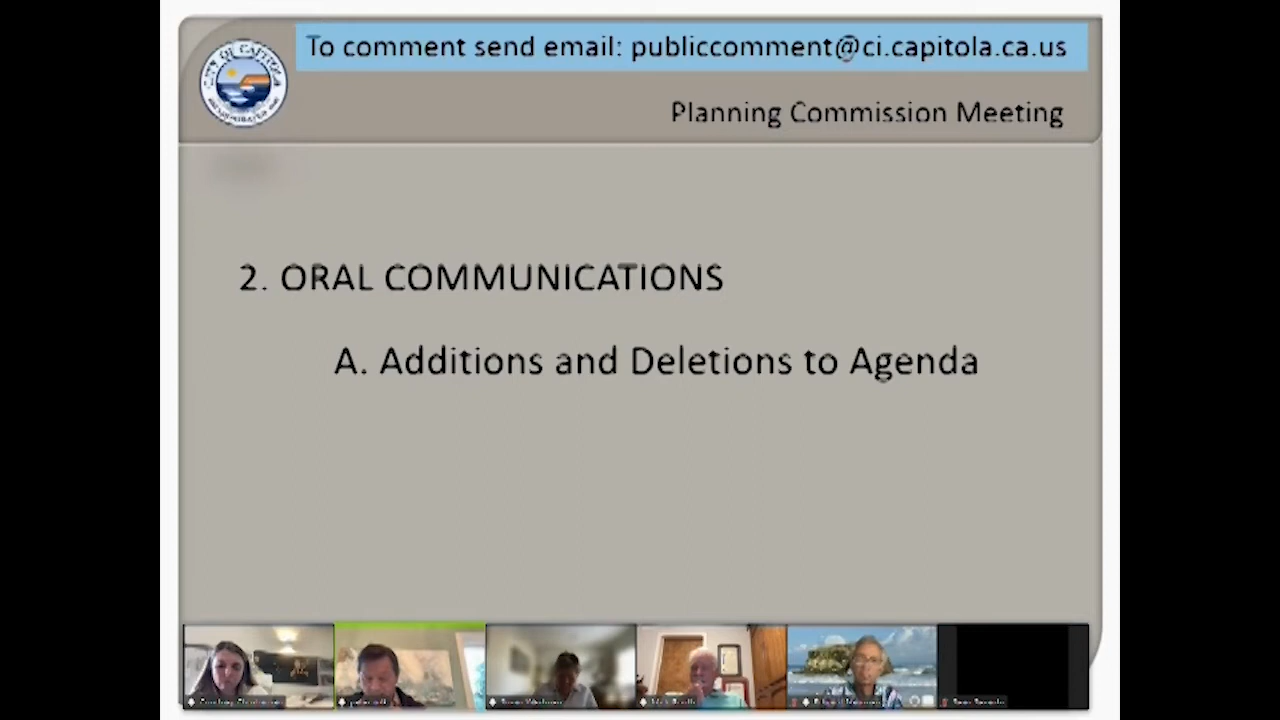 To comment send email: publiccomment@ci.capitola.ca.us
Planning Commission Meeting
2. ORAL COMMUNICATIONS
A. Additions and Deletions to Agenda